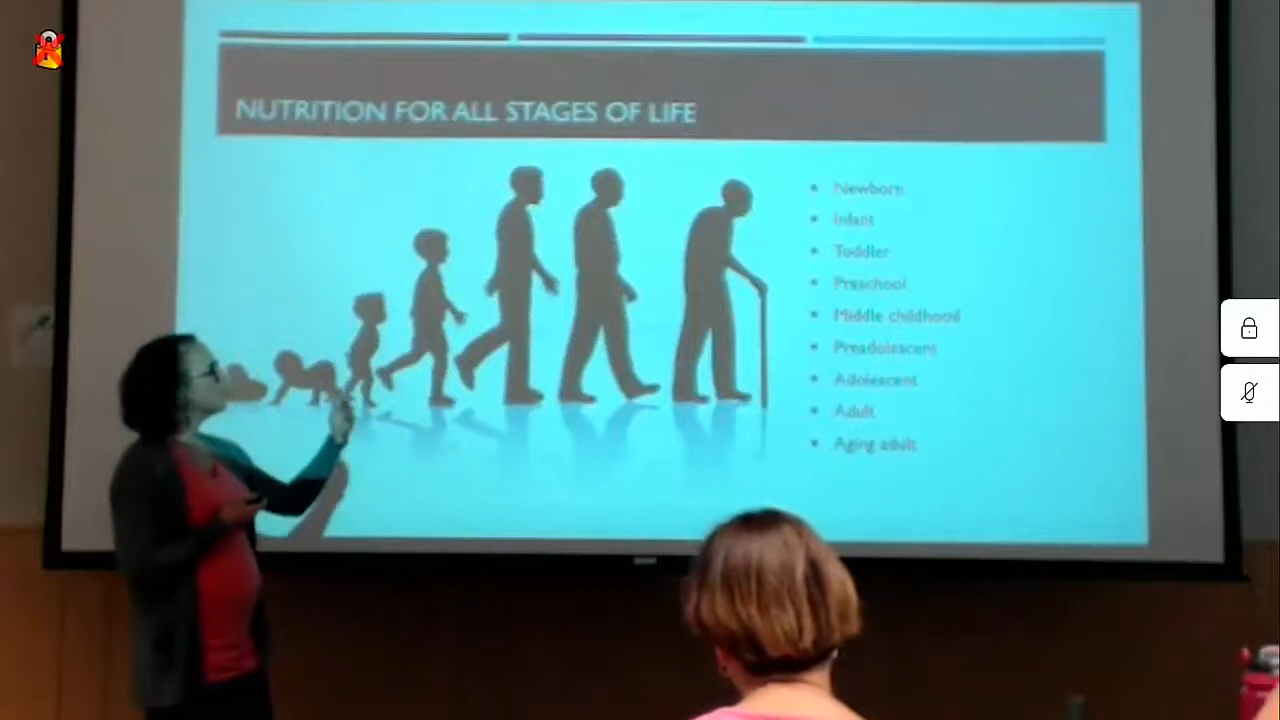 NUTRITION FOR ALL STAGES OF LIFE
Newborn
Infant
Toddler
Preschool
Middle childhood
Preadolescent
Adolescent
Adult
Aging adult